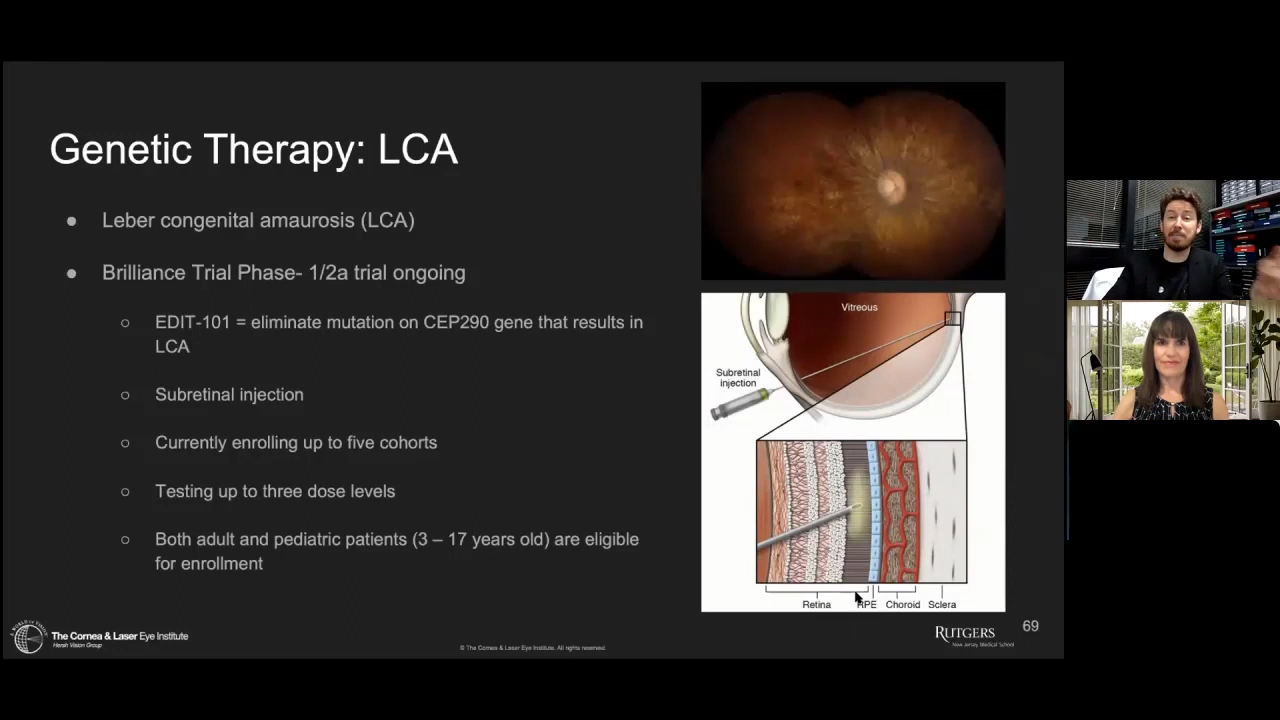 Genetic Therapy: LCA
Leber congenital amaurosis (LCA)
Brilliance Trial Phase- 1/2a trial ongoing
EDIT-101 = eliminate mutation on CEP290 gene that results in
LCA
Subretinal injection
Currently enrolling up to five cohorts
Testing up to three dose levels
Both adult and pediatric patients (3 – 17 years old) are eligible
for enrollment
Vitreous
Subretinal
injection
Retina
RPE
Choroid
Sclera
A WORLD OF VISION
The Cornea & Laser Eye Institute
Hersh Vision Group
© The Cornea & Laser Eye Institute. All rights reserved.
RUTGERS
New Jersey Medical School
69